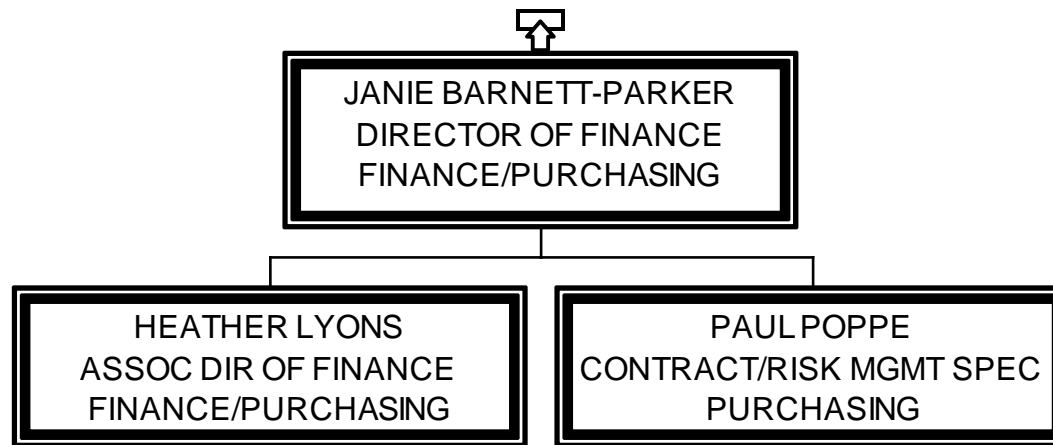 JANIE BARNETT-PARKER
DIRECTOR OF FINANCE
FINANCE/PURCHASING
HEATHER LYONS
ASSOC DIR OF FINANCE
FINANCE/PURCHASING
PAUL POPPE
CONTRACT/RISK MGMT SPEC
PURCHASING